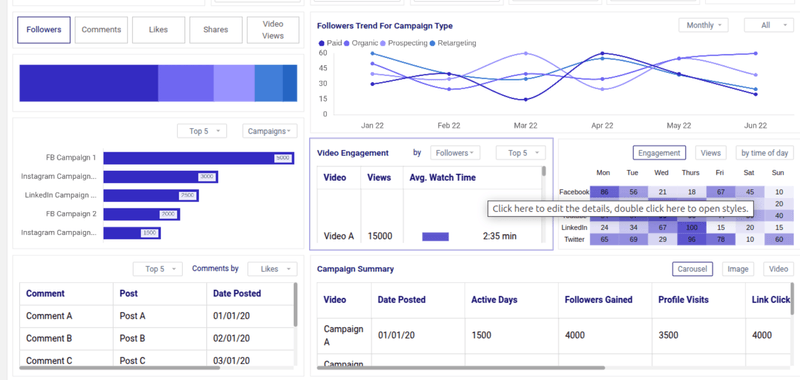 Followers
Comments
Likes
Shares
Video
Views
Followers Trend For Campaign Type
Monthly
All
Paid Organic Prospecting Retargeting
60
45
30
15
0
Jan 22 Feb 22 Mar 22 Apr 22 May 22 Jun 22
Top 5
Campaigns
FB Campaign 1
5000
Instagram Campaign ...
3000
LinkedIn Campaign ...
7500
FB Campaign 2
Instagram Campaign...
Video Engagement by Followers Top 5
Video Views Avg. Watch Time
Video A 15000 2:35 min
Engagement Views by time of day
Mon Tue Wed Thurs Fri Sat Sun
Facebook 86 56 21 18 67 45 10
20
Click here to edit the details, double click here to open styles.
40
LinkedIn 24 34 67 100 15 20 15
Twitter 65 69 29 96 78 10 60
Top 5 Comments by Likes
Comment Post Date Posted
Comment A Post A 01/01/20
Comment B Post B 02/01/20
Comment C Post C 03/01/20
Campaign Summary
Carousel Image Video
Video Date Posted Active Days Followers Gained Profile Visits Link Click
Campaign
A
01/01/20 1500 4000 3500 4000